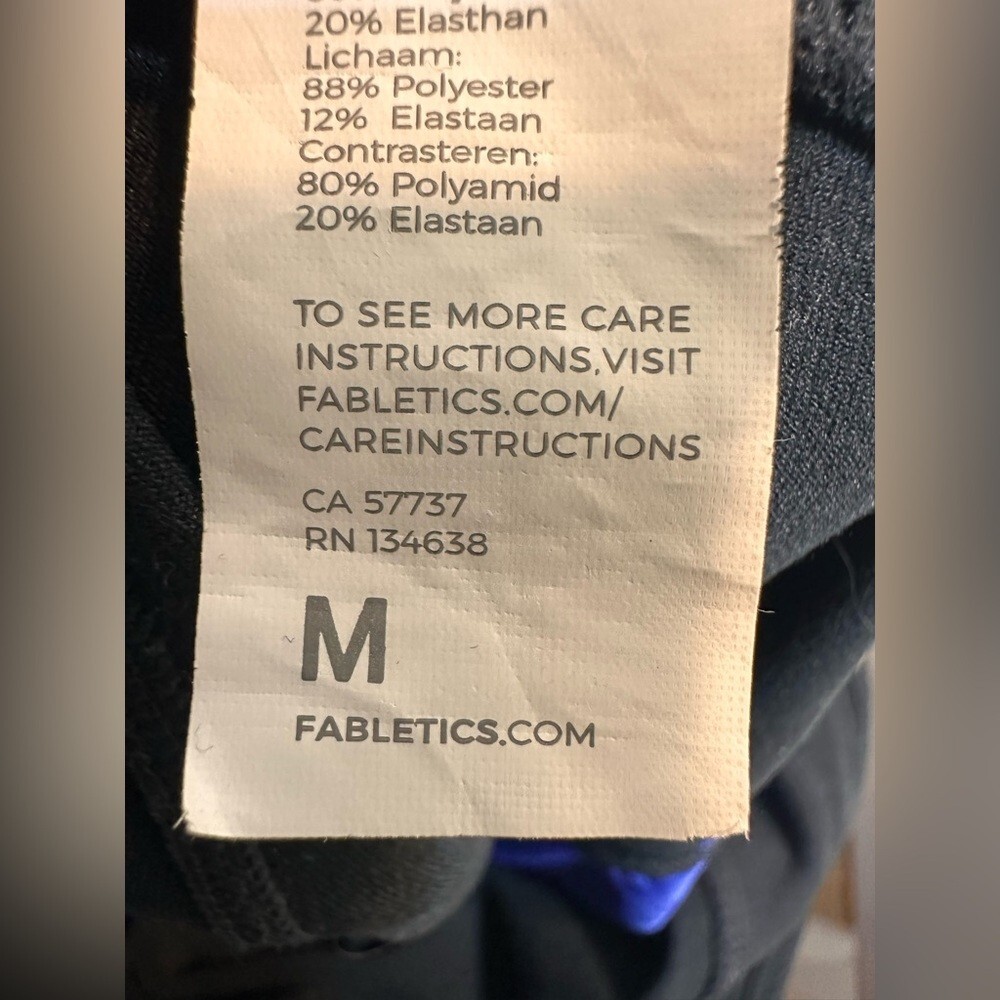 20% Elasthan
Lichaam:
88% Polyester
12% Elastaan
Contrasteren:
80% Polyamid
20% Elastaan
TO SEE MORE CARE
INSTRUCTIONS,VISIT
FABLETICS.COM/
CAREINSTRUCTIONS
CA 57737
RN 134638
M
FABLETICS.COM